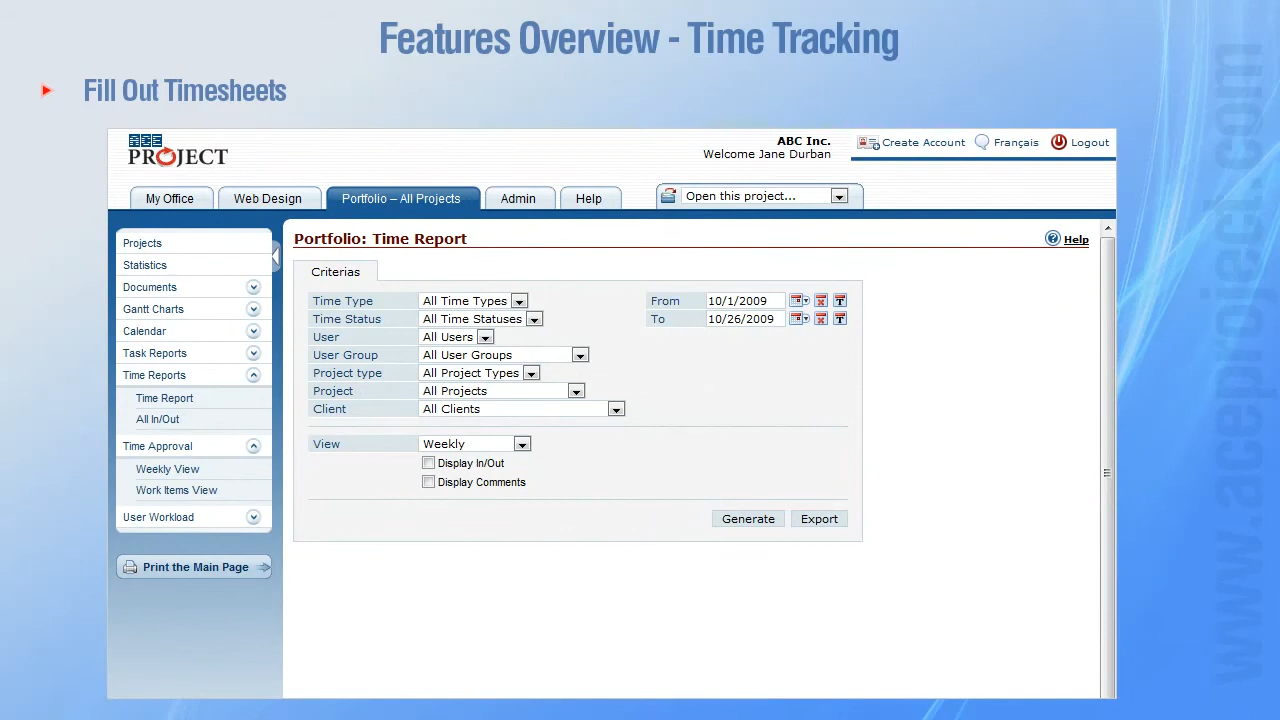 Features Overview - Time Tracking
Fill Out Timesheets
PROJECT
ABC Inc.
Welcome Jane Durban
Create Account
Français
Logout
My Office
Web Design
Portfolio – All Projects
Admin
Help
Open this project...
Projects
Statistics
Documents
Gantt Charts
Calendar
Task Reports
Time Reports
Time Report
All In/Out
Time Approval
Weekly View
Work Items View
User Workload
Print the Main Page
Portfolio: Time Report
Help
Criterias
Time Type All Time Types
From 10/1/2009
Time Status All Time Statuses
To 10/26/2009
User All Users
User Group All User Groups
Project type All Project Types
Project All Projects
Client All Clients
View Weekly
Display In/Out
Display Comments
Generate Export
www.aceproject.com